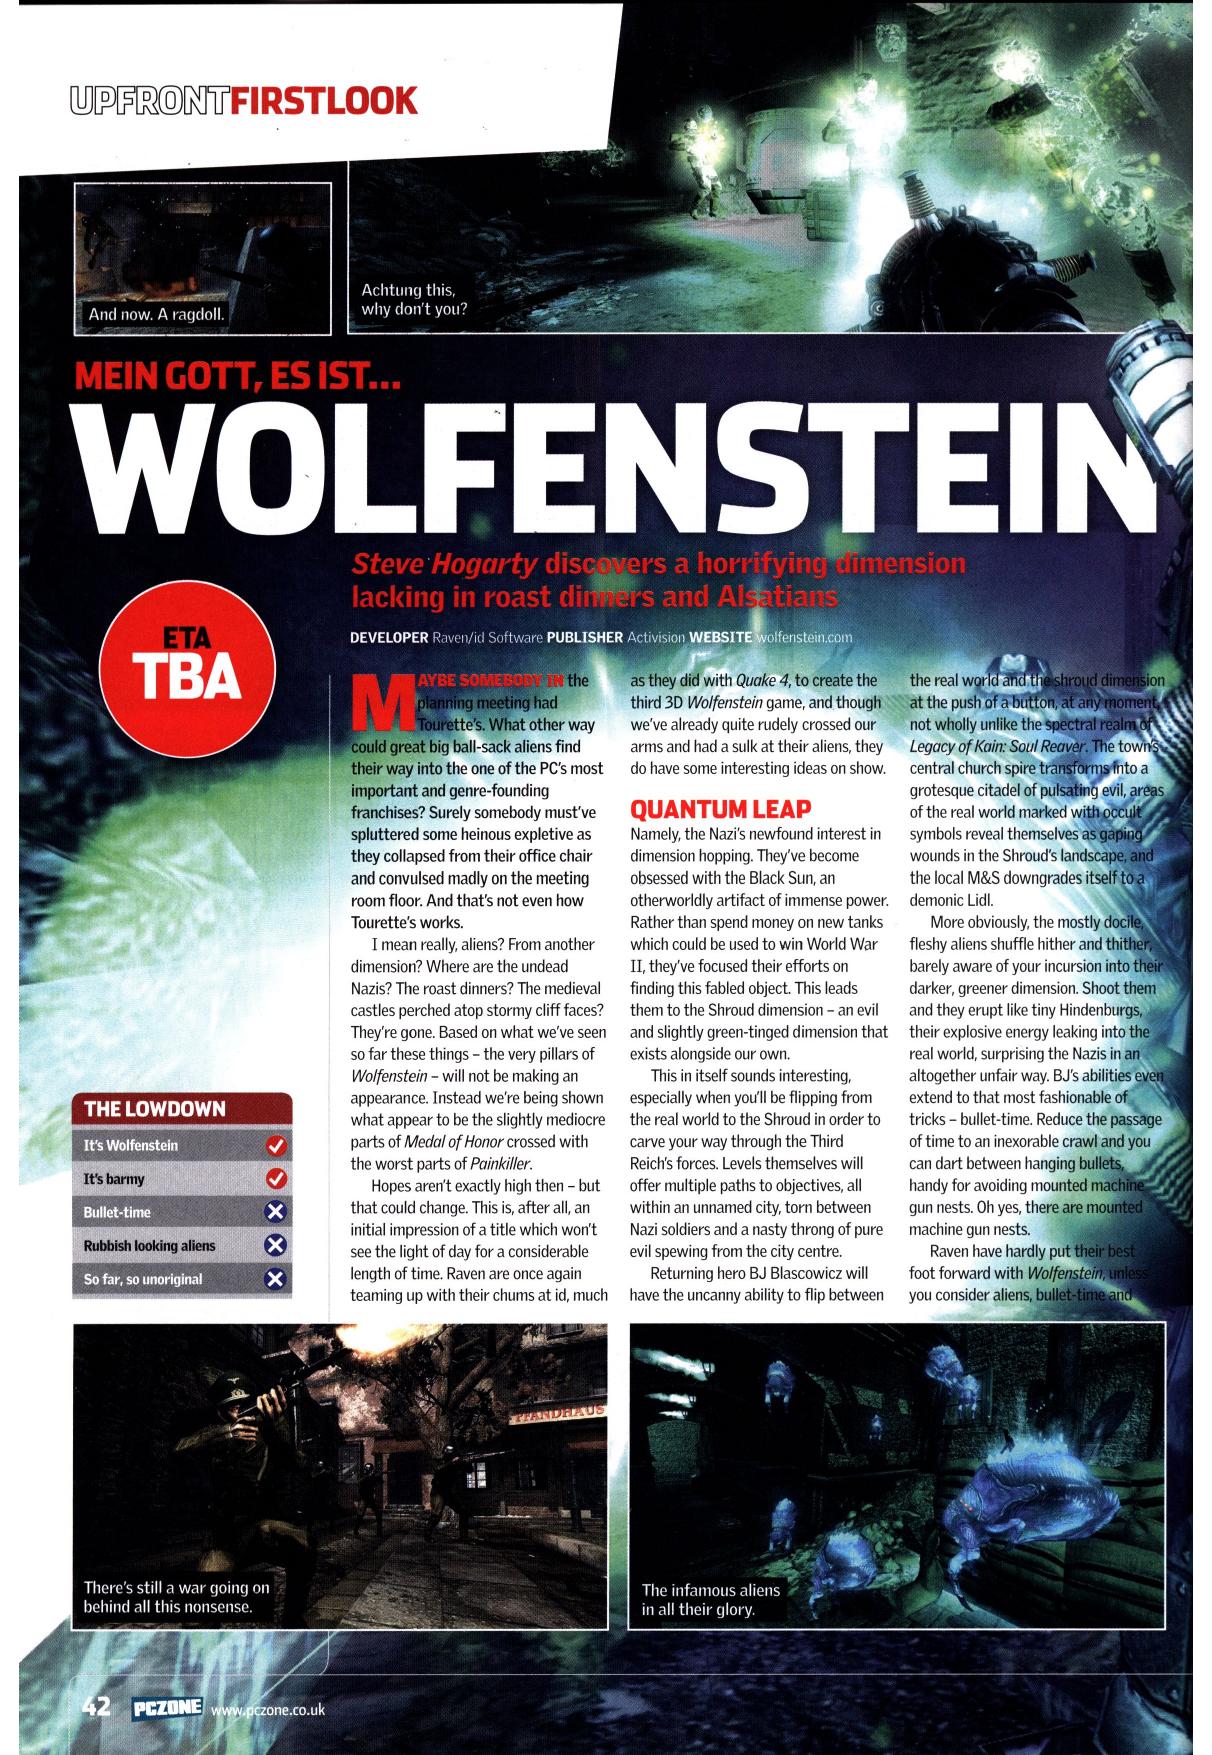 UPFRONTFIRSTLOOK
And now. A ragdoll.
Achtung this,
why don't you?
MEIN GOTT, ES IST...
WOLFENSTEIN
Steve Hogarty discovers a horrifying dimension
lacking in roast dinners and Alsatians
ETA
TBA
DEVELOPER Raven/id Software PUBLISHER Activision WEBSITE wolfenstein.com
MAYBE SOMEBODY IN the
planning meeting had
Tourette's. What other way
could great big ball-sack aliens find
their way into the one of the PC's most
important and genre-founding
franchises? Surely somebody must've
spluttered some heinous expletive as
they collapsed from their office chair
and convulsed madly on the meeting
room floor. And that's not even how
Tourette's works.
I mean really, aliens? From another
dimension? Where are the undead
Nazis? The roast dinners? The medieval
castles perched atop stormy cliff faces?
They're gone. Based on what we've seen
so far these things – the very pillars of
Wolfenstein – will not be making an
appearance. Instead we're being shown
what appear to be the slightly mediocre
parts of Medal of Honor crossed with
the worst parts of Painkiller.
Hopes aren't exactly high then – but
that could change. This is, after all, an
initial impression of a title which won't
see the light of day for a considerable
length of time. Raven are once again
teaming up with their chums at id, much
as they did with Quake 4, to create the
third 3D Wolfenstein game, and though
we've already quite rudely crossed our
arms and had a sulk at their aliens, they
do have some interesting ideas on show.
QUANTUM LEAP
Namely, the Nazi's newfound interest in
dimension hopping. They've become
obsessed with the Black Sun, an
otherworldly artifact of immense power.
Rather than spend money on new tanks
which could be used to win World War
II, they've focused their efforts on
finding this fabled object. This leads
them to the Shroud dimension – an evil
and slightly green-tinged dimension that
exists alongside our own.
This in itself sounds interesting,
especially when you'll be flipping from
the real world to the Shroud in order to
carve your way through the Third
Reich's forces. Levels themselves will
offer multiple paths to objectives, all
within an unnamed city, torn between
Nazi soldiers and a nasty throng of pure
evil spewing from the city centre.
Returning hero BJ Blascowicz will
have the uncanny ability to flip between
the real world and the shroud dimension
at the push of a button, at any moment,
not wholly unlike the spectral realm of
Legacy of Kain: Soul Reaver. The town's
central church spire transforms into a
grotesque citadel of pulsating evil, areas
of the real world marked with occult
symbols reveal themselves as gaping
wounds in the Shroud's landscape, and
the local M&S downgrades itself to a
demonic Lidl.
More obviously, the mostly docile,
fleshy aliens shuffle hither and thither,
barely aware of your incursion into their
darker, greener dimension. Shoot them
and they erupt like tiny Hindenburgs,
their explosive energy leaking into the
real world, surprising the Nazis in an
altogether unfair way. BJ's abilities even
extend to that most fashionable of
tricks – bullet-time. Reduce the passage
of time to an inexorable crawl and you
can dart between hanging bullets,
handy for avoiding mounted machine
gun nests. Oh yes, there are mounted
machine gun nests.
Raven have hardly put their best
foot forward with Wolfenstein, unless
you consider aliens, bullet-time and
THE LOWDOWN
It's Wolfenstein
It's barmy
Bullet-time
Rubbish looking aliens
So far, so unoriginal
PFANDHAUS
There's still a war going on
behind all this nonsense.
The infamous aliens
in all their glory.
42 PCZONE www.pczone.co.uk